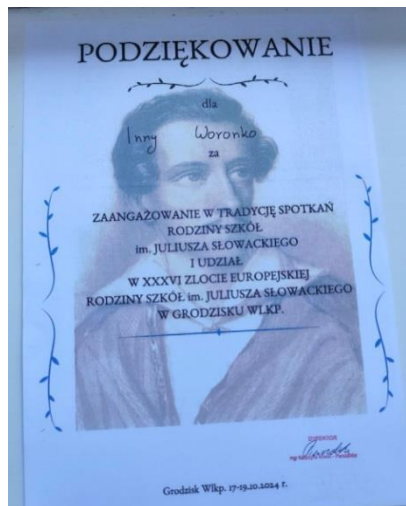 PODZIĘKOWANIE
dla
Inny Woronko
za
ZAANGAŻOWANIE W TRADYCJĘ SPOTKAŃ
RODZINY SZKÓŁ
im. JULIUSZA SŁOWACKIEGO
I UDZIAŁ
W XXXVI ZLOCIE EUROPEJSKIEJ
RODZINY SZKÓŁ im. JULIUSZA SŁOWACKIEGO
W GRODZISKU WLKP.
DYREKTOR
mgr
Grodzisk Wlkp. 17-19.10.2024 r.